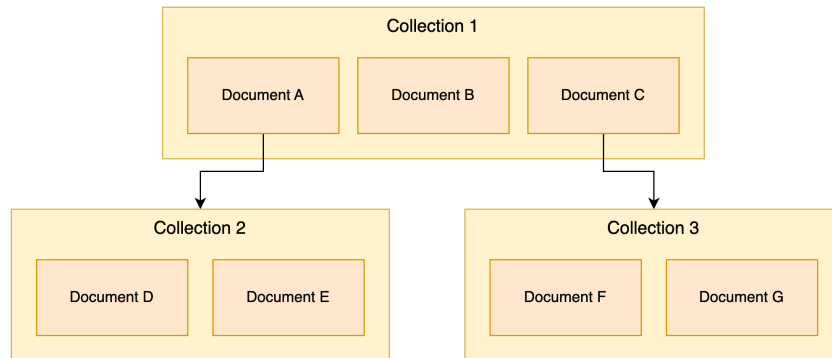 Collection 1
Document A
Document B
Document C
Collection 2
Collection 3
Document D
Document E
Document F
Document G